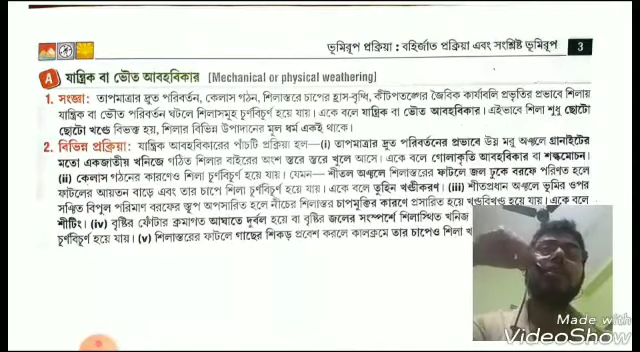 ভূমিরূপ প্রক্রিয়া : বহির্জাত প্রক্রিয়া এবং সংশ্লিষ্ট ভূমিরূপ 3
A যান্ত্রিক বা ভৌত আবহবিকার [Mechanical or physical weathering]
1. সংজ্ঞা: তাপমাত্রার দ্রুত পরিবর্তন, কেলাস গঠন, শিলাস্তরে চাপের হ্রাস-বৃদ্ধি, কীটপতঙ্গের জৈবিক কার্যাবলি প্রভৃতির প্রভাবে শিলায়
যান্ত্রিক বা ভৌত পরিবর্তন ঘটলে শিলাসমূহ চূর্ণবিচূর্ণ হয়ে যায়। একে বলে যান্ত্রিক বা ভৌত আবহবিকার। এইভাবে শিলা শুধু ছোটো
ছোটো খণ্ডে বিভক্ত হয়, শিলার বিভিন্ন উপাদানের মূল ধর্ম একই থাকে।
2. বিভিন্ন প্রক্রিয়া: যান্ত্রিক আবহবিকারের পাঁচটি প্রক্রিয়া হল—(i) তাপমাত্রার দ্রুত পরিবর্তনের প্রভাবে উষ্ণ মরু অঞ্চলে গ্রানাইটের
মতো একজাতীয় খনিজে গঠিত শিলার বাইরের অংশ স্তরে স্তরে খুলে আসে। একে বলে গোলাকৃতি আবহবিকার বা শল্কমোচন।
(ii) কেলাস গঠনের কারণেও শিলা চূর্ণবিচূর্ণ হয়ে যায়। যেমন— শীতল অঞ্চলে শিলাস্তরের ফাটলে জল ঢুকে বরফে পরিণত হলে
ফাটলের আয়তন বাড়ে এবং তার চাপে শিলা চূর্ণবিচূর্ণ হয়ে যায়। একে বলে তুহিন খণ্ডীকরণ। (iii) শীতপ্রধান অঞ্চলে ভূমির ওপর
সঞ্চিত বিপুল পরিমাণ বরফের স্তূপ অপসারিত হলে নীচের শিলাস্তর চাপমুক্তির কারণে প্রসারিত হয়ে খণ্ডবিখণ্ড হয়ে যায়। একে বলে
শীটিং। (iv) বৃষ্টির ফোঁটার ক্রমাগত আঘাতে দুর্বল হয়ে বা বৃষ্টির জলের সংস্পর্শে শিলাস্থিত খনিজ
চূর্ণবিচূর্ণ হয়ে যায়। (v) শিলাস্তরের ফাটলে গাছের শিকড় প্রবেশ করলে কালক্রমে তার চাপেও শিলা
Made with
VideoShow